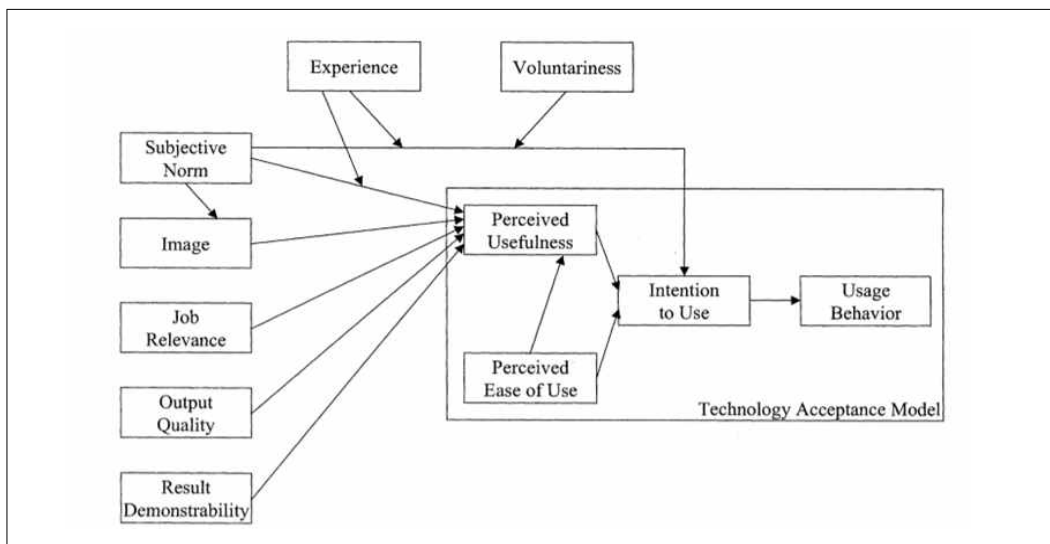 Experience
Voluntariness
Subjective
Norm
Image
Job
Relevance
Output
Quality
Result
Demonstrability
Perceived
Usefulness
Perceived
Ease of Use
Intention
to Use
Usage
Behavior
Technology Acceptance Model